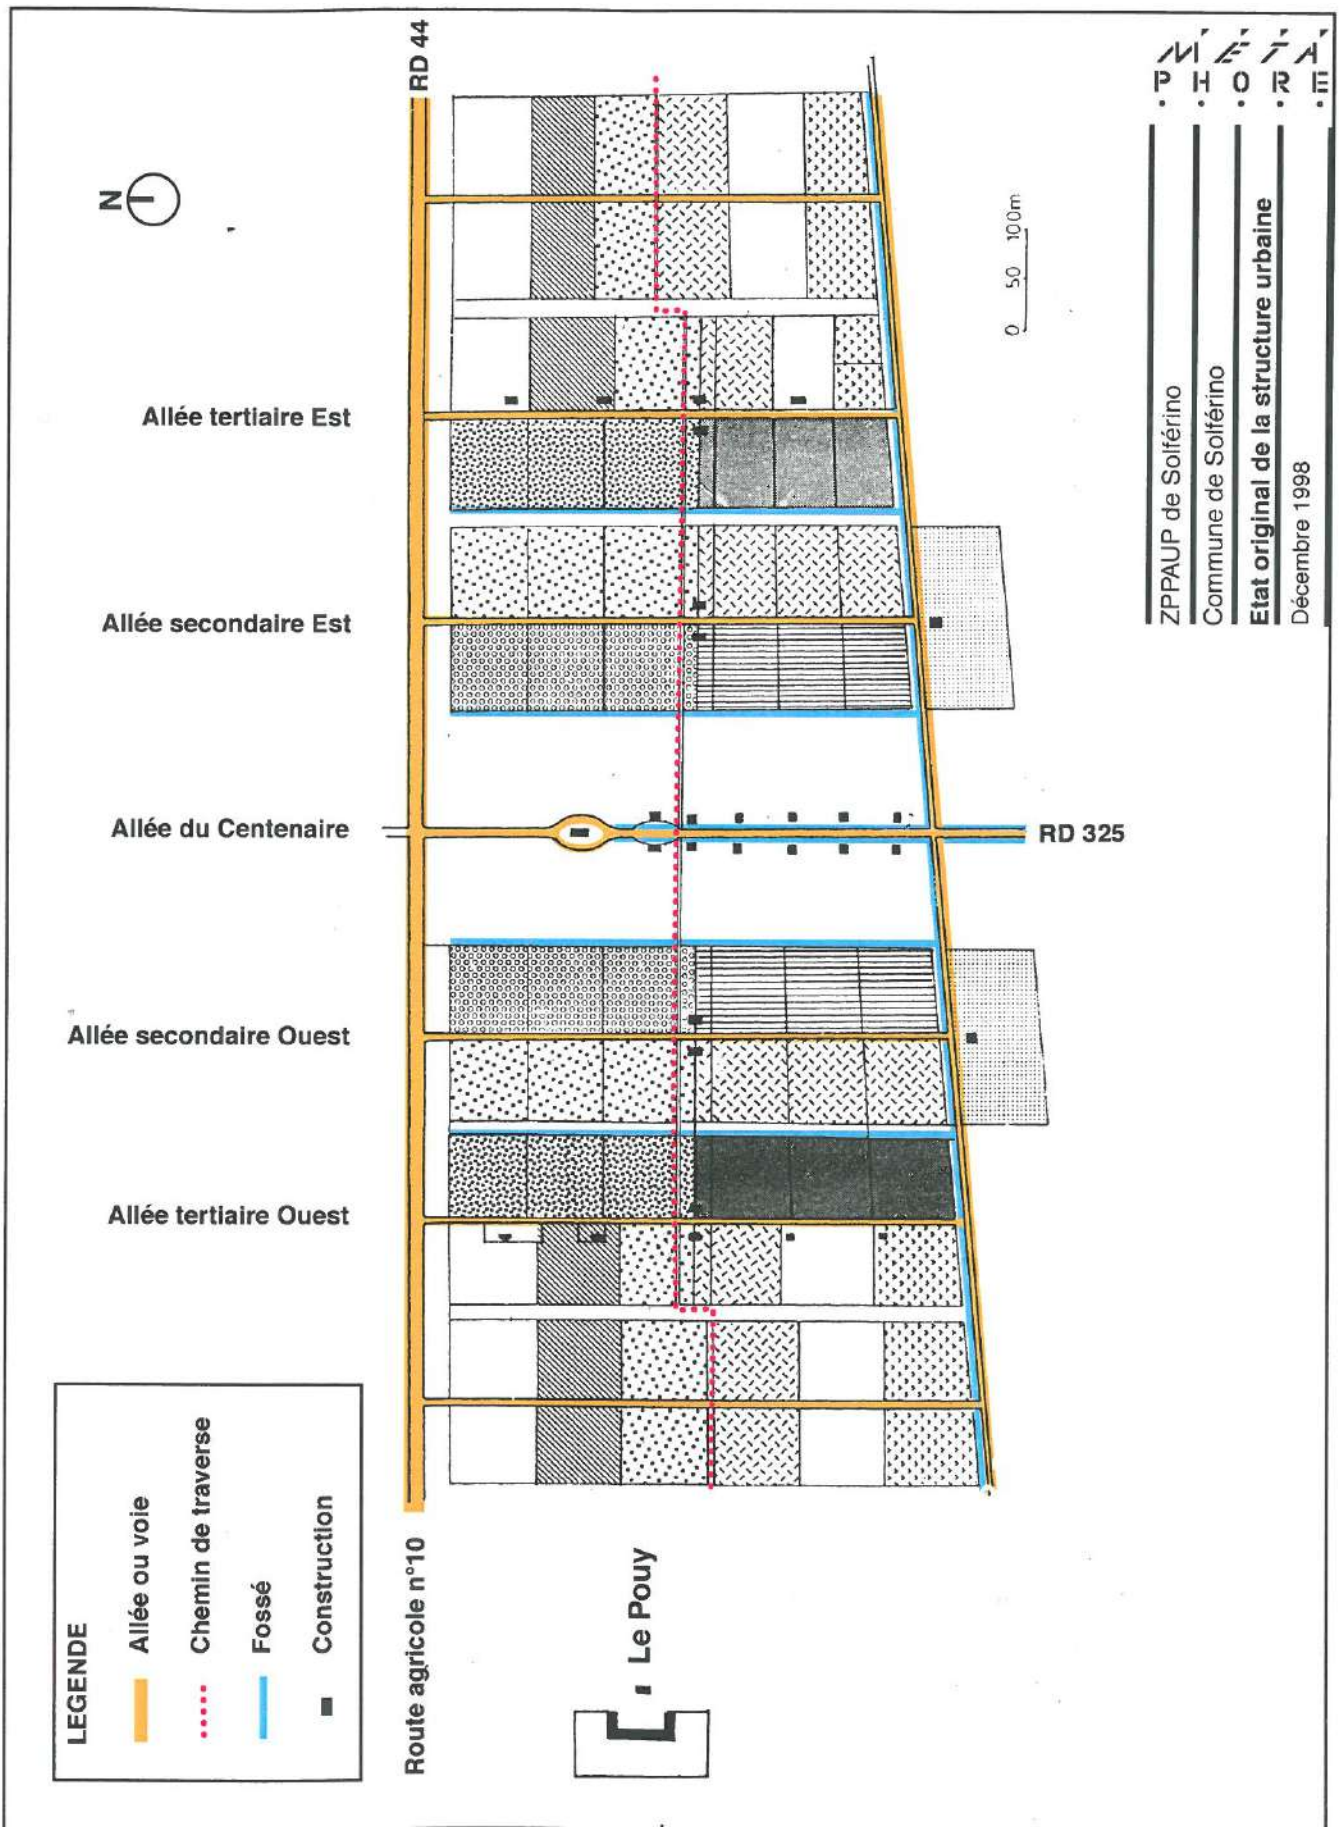 RD 44
N
Allée tertiaire Est
Allée secondaire Est
Allée du Centenaire
Allée secondaire Ouest
Allée tertiaire Ouest
RD 325
0 50 100m
LEGENDE
Allée ou voie
Chemin de traverse
Fossé
Construction
Route agricole n°10
Le Pouy
MÉTA
PHORE
ZPPAUP de Solférino
Commune de Solférino
Etat original de la structure urbaine
Décembre 1998